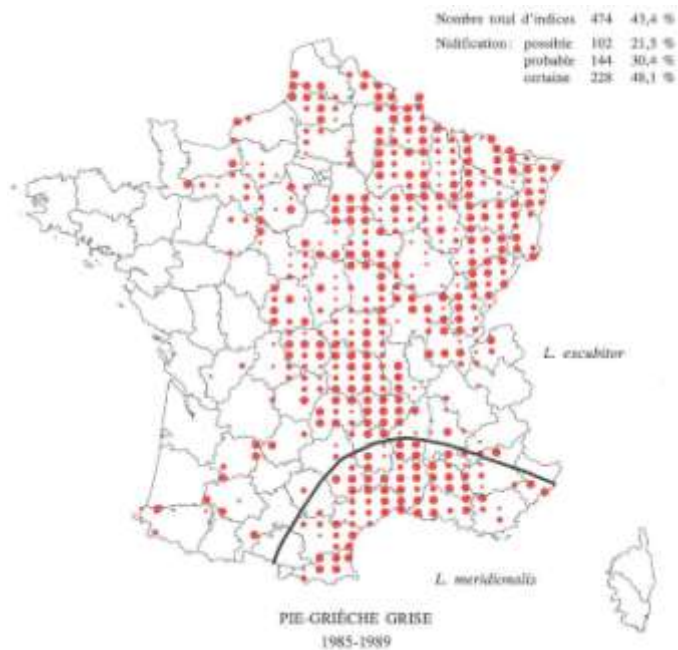 Nombre total d'indices 474 43,4 %
Nidification: possible 102 21,5 %
probable 144 30,4 %
certaine 228 48,1 %
L. excubitor
L. meridionalis
PIE-GRIÈCHE GRISE
1985-1989